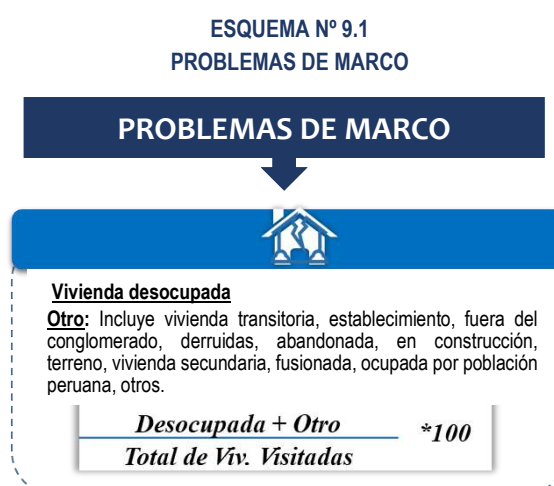 ESQUEMA Nº 9.1
PROBLEMAS DE MARCO
PROBLEMAS DE MARCO
Vivienda desocupada
Otro: Incluye vivienda transitoria, establecimiento, fuera del
conglomerado, derruidas, abandonada, en construcción,
terreno, vivienda secundaria, fusionada, ocupada por población
peruana, otros.
Desocupada + Otro
*100
Total de Viv. Visitadas